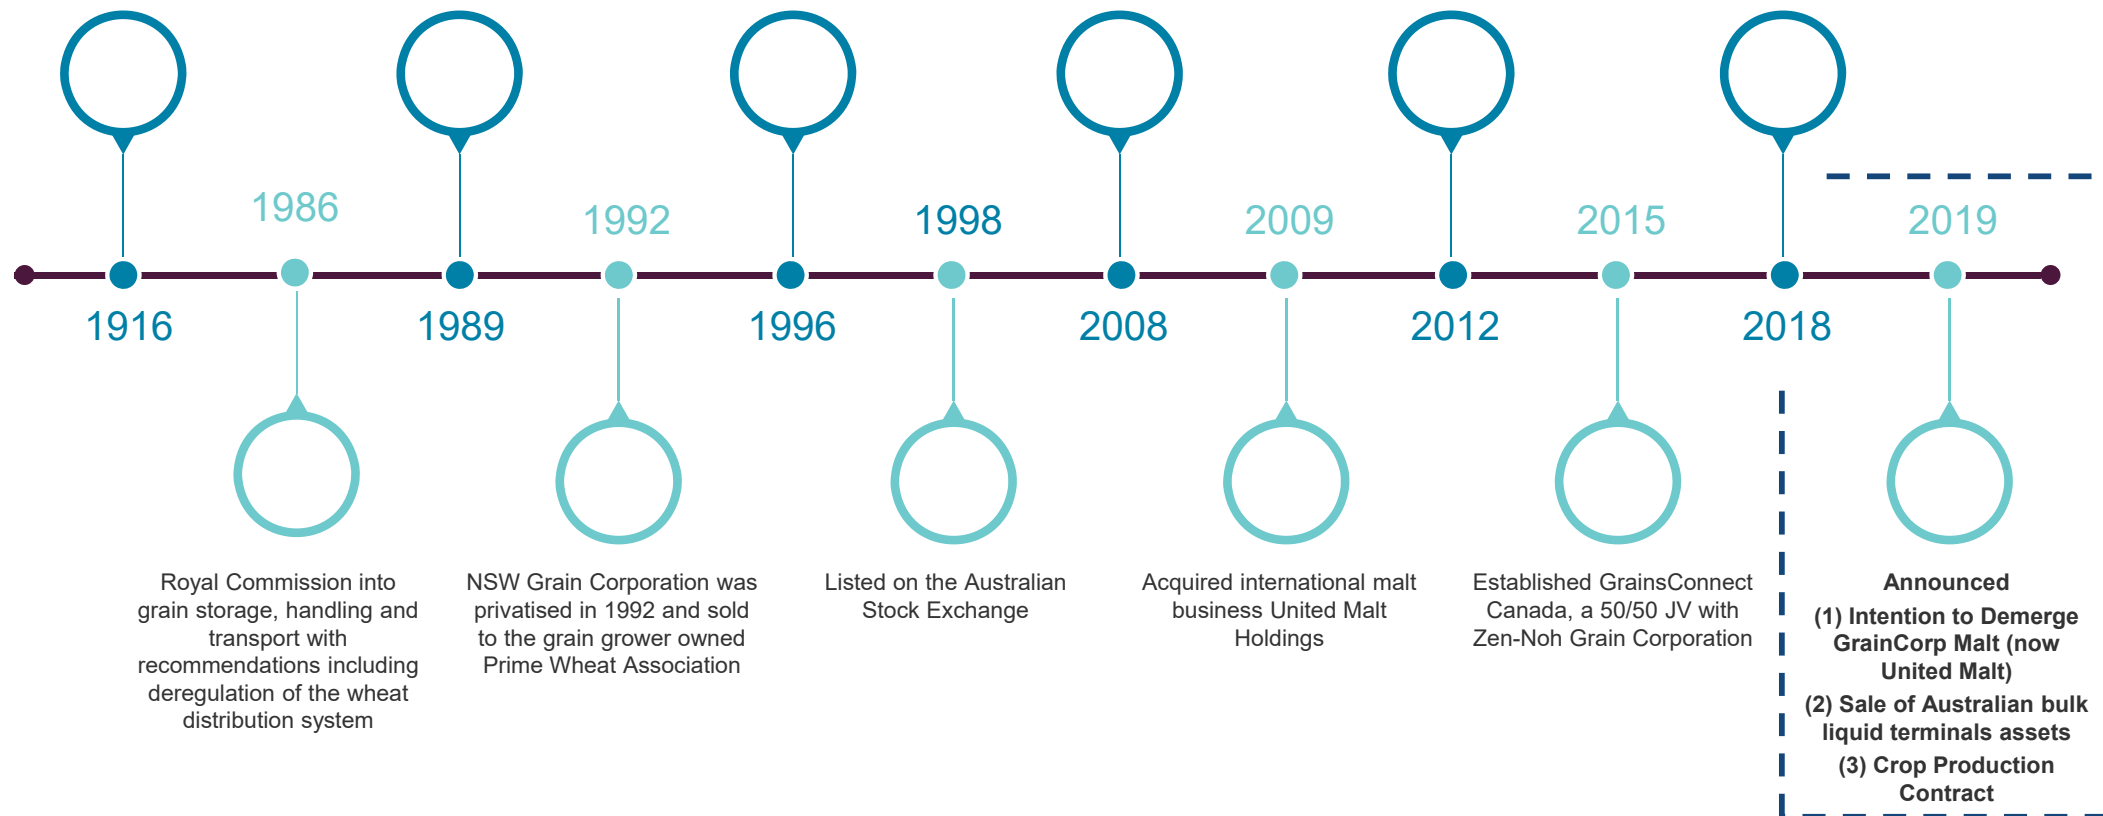 1986
1992
1998
2009
2015
2019
1916
1989
1996
2008
2012
2018
Royal Commission into
grain storage, handling and
transport with
recommendations including
deregulation of the wheat
distribution system
NSW Grain Corporation was
privatised in 1992 and sold
to the grain grower owned
Prime Wheat Association
Listed on the Australian
Stock Exchange
Acquired international malt
business United Malt
Holdings
Established GrainsConnect
Canada, a 50/50 JV with
Zen-Noh Grain Corporation
Announced
(1) Intention to Demerge
GrainCorp Malt (now
United Malt)
(2) Sale of Australian bulk
liquid terminals assets
(3) Crop Production
Contract